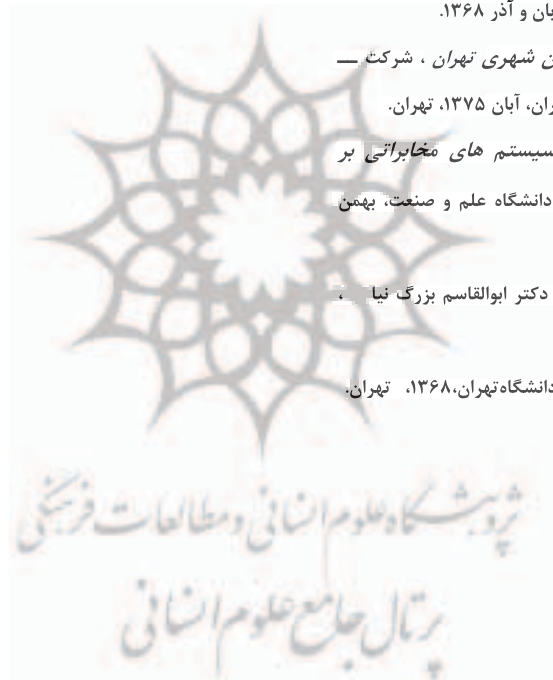 بان و آذر ۱۳۶۸.
ن شهری تهران ، شرکت ـــ
ران، آبان ۱۳۷۵، تهران.
سیستم های مخابراتی بر
دانشگاه علم و صنعت، بهمن
دکتر ابوالقاسم بزرگ نیا ،
دانشگاه‌تهران،۱۳۶۸، تهران.
پژوهشگاه علوم انسانی و مطالعات فرهنگی
پرتال جامع علوم انسانی